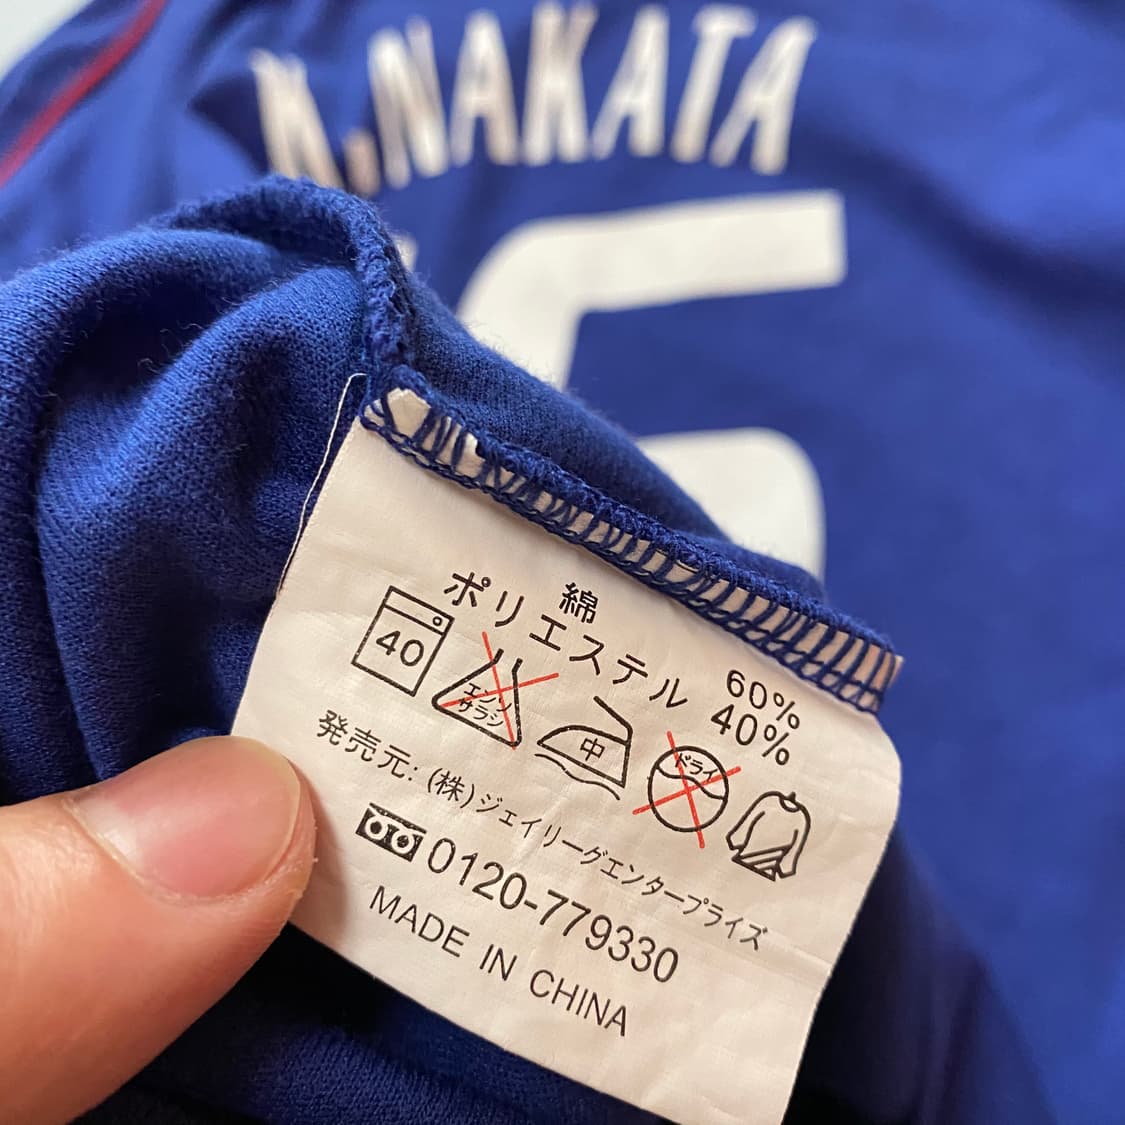 K.NAKATA
5
綿 60%
ポリエステル 40%
40
エンソ
サラシ
中
ドライ
発売元: (株)ジェイリーグエンタープライズ
0120-779330
MADE IN CHINA